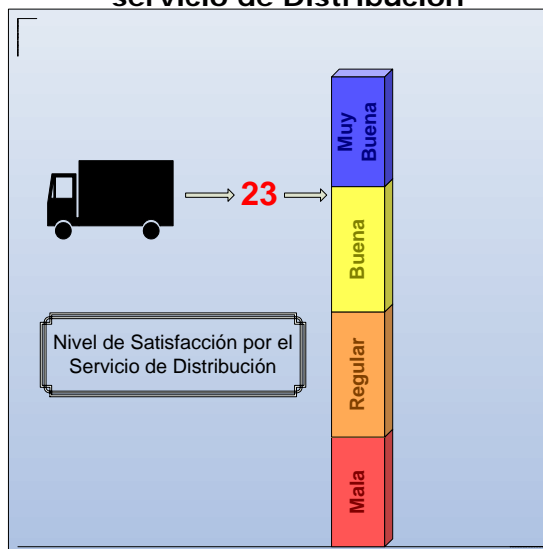 servicio de Distribución
Muy
Buena
23
Buena
Nivel de Satisfacción por el
Servicio de Distribución
Regular
Mala